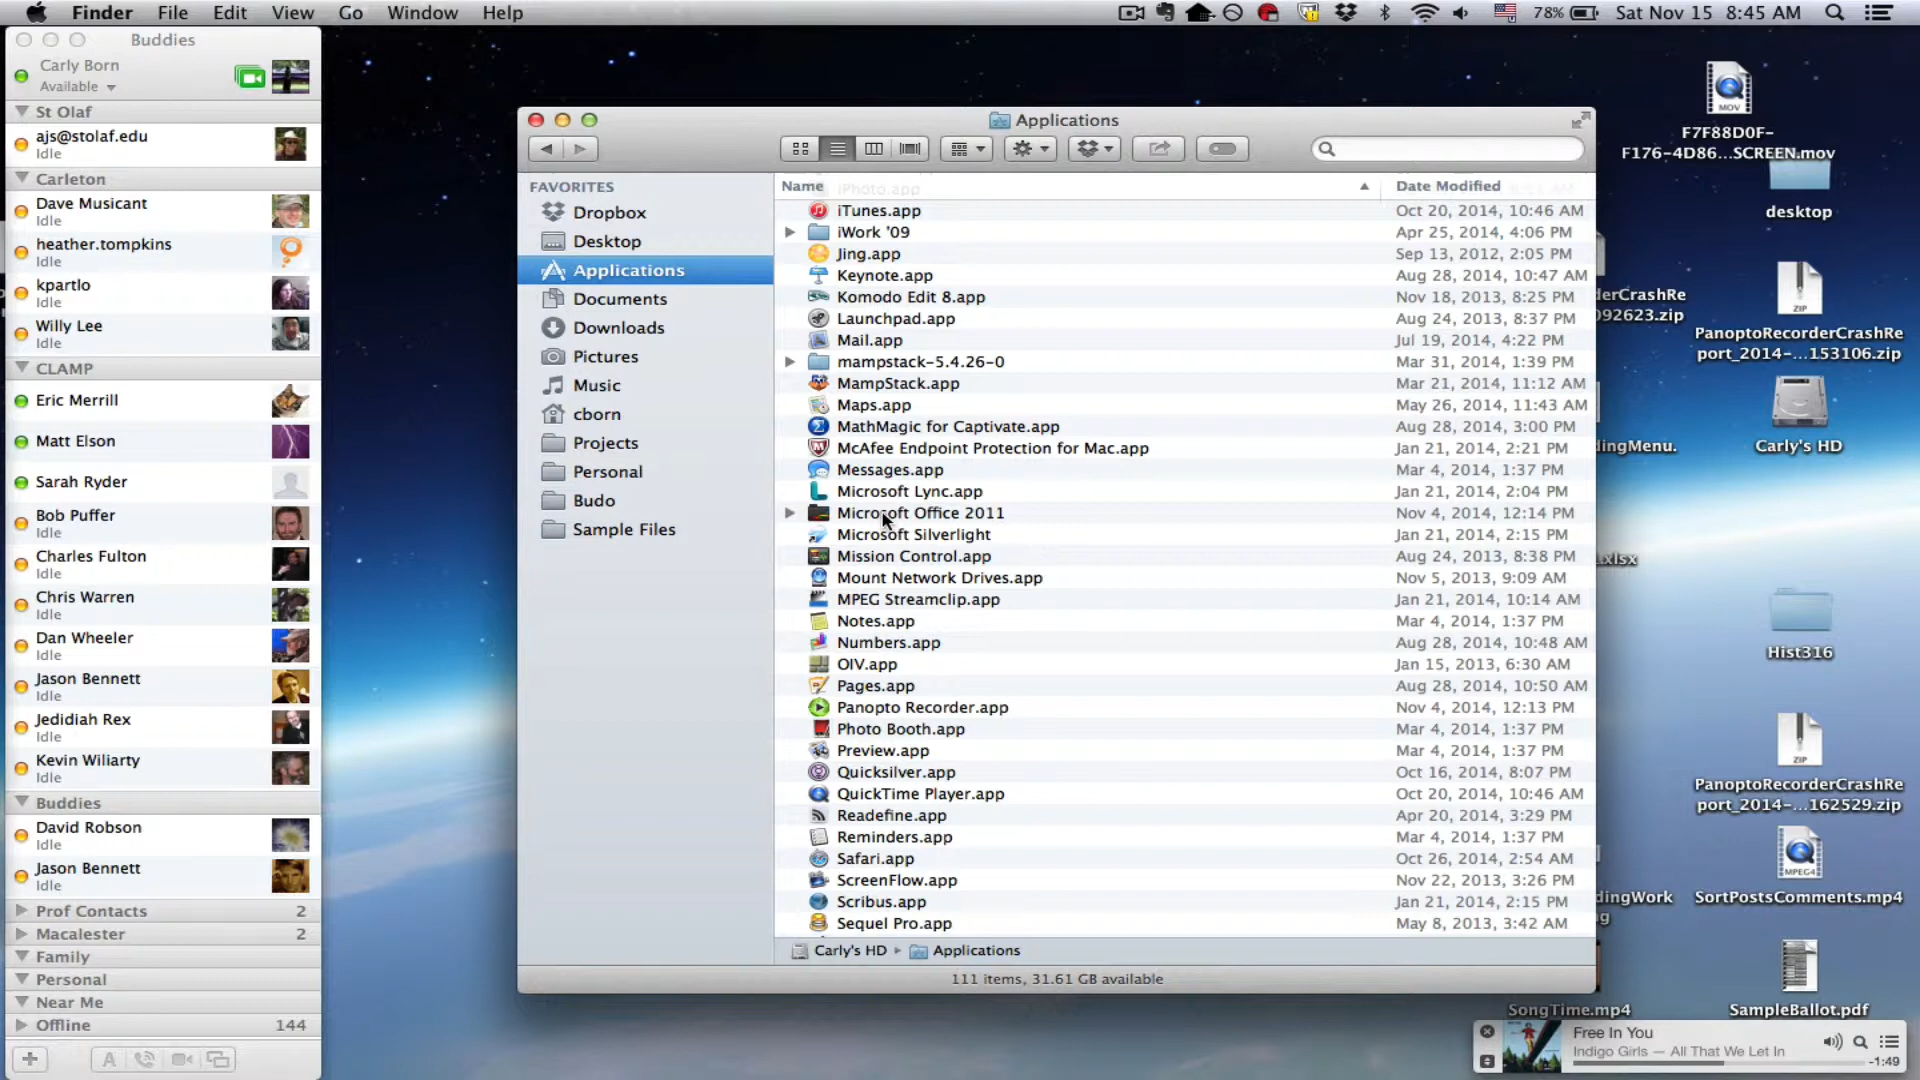 Finder File Edit View Go Window Help
78% Sat Nov 15 8:45 AM
Buddies
Carly Born
Available
St Olaf
ajs@stolaf.edu
Idle
Carleton
Dave Musicant
Idle
heather.tompkins
Idle
kpartlo
Idle
Willy Lee
Idle
CLAMP
Eric Merrill
Matt Elson
Sarah Ryder
Bob Puffer
Idle
Charles Fulton
Idle
Chris Warren
Idle
Dan Wheeler
Idle
Jason Bennett
Idle
Jedidiah Rex
Idle
Kevin Wiliarty
Idle
Buddies
David Robson
Idle
Jason Bennett
Idle
Prof Contacts 2
Macalester 2
Family
Personal
Near Me
Offline 144
A
Applications
FAVORITES
Dropbox
Desktop
Applications
Documents
Downloads
Pictures
Music
cborn
Projects
Personal
Budo
Sample Files
Name Date Modified
iPhoto.app
iTunes.app Oct 20, 2014, 10:46 AM
iWork '09 Apr 25, 2014, 4:06 PM
Jing.app Sep 13, 2012, 2:05 PM
Keynote.app Aug 28, 2014, 10:47 AM
Komodo Edit 8.app Nov 18, 2013, 8:25 PM
Launchpad.app Aug 24, 2013, 8:37 PM
Mail.app Jul 19, 2014, 4:22 PM
mampstack-5.4.26-0 Mar 31, 2014, 1:39 PM
MampStack.app Mar 21, 2014, 11:12 AM
Maps.app May 26, 2014, 11:43 AM
MathMagic for Captivate.app Aug 28, 2014, 3:00 PM
McAfee Endpoint Protection for Mac.app Jan 21, 2014, 2:21 PM
Messages.app Mar 4, 2014, 1:37 PM
Microsoft Lync.app Jan 21, 2014, 2:04 PM
Microsoft Office 2011 Nov 4, 2014, 12:14 PM
Microsoft Silverlight Jan 21, 2014, 2:15 PM
Mission Control.app Aug 24, 2013, 8:38 PM
Mount Network Drives.app Nov 5, 2013, 9:09 AM
MPEG Streamclip.app Jan 21, 2014, 10:14 AM
Notes.app Mar 4, 2014, 1:37 PM
Numbers.app Aug 28, 2014, 10:48 AM
OIV.app Jan 15, 2013, 6:30 AM
Pages.app Aug 28, 2014, 10:50 AM
Panopto Recorder.app Nov 4, 2014, 12:13 PM
Photo Booth.app Mar 4, 2014, 1:37 PM
Preview.app Mar 4, 2014, 1:37 PM
Quicksilver.app Oct 16, 2014, 8:07 PM
QuickTime Player.app Oct 20, 2014, 10:46 AM
Readefine.app Apr 20, 2014, 3:29 PM
Reminders.app Mar 4, 2014, 1:37 PM
Safari.app Oct 26, 2014, 2:54 AM
ScreenFlow.app Nov 22, 2013, 3:26 PM
Scribus.app Jan 21, 2014, 2:15 PM
Sequel Pro.app May 8, 2013, 3:42 AM
Carly's HD Applications
111 items, 31.61 GB available
MOV
F7F88D0F-
F176-4D86...SCREEN.mov
desktop
derCrashRe
092623.zip
ZIP
PanoptoRecorderCrashRe
port_2014-...153106.zip
dingMenu.
Carly's HD
.xlsx
Hist316
ZIP
PanoptoRecorderCrashRe
port_2014-...162529.zip
MPEG4
dingWork
g
SortPostsComments.mp4
SongTime.mp4
SampleBallot.pdf
Free In You
Indigo Girls — All That We Let In
-1:49